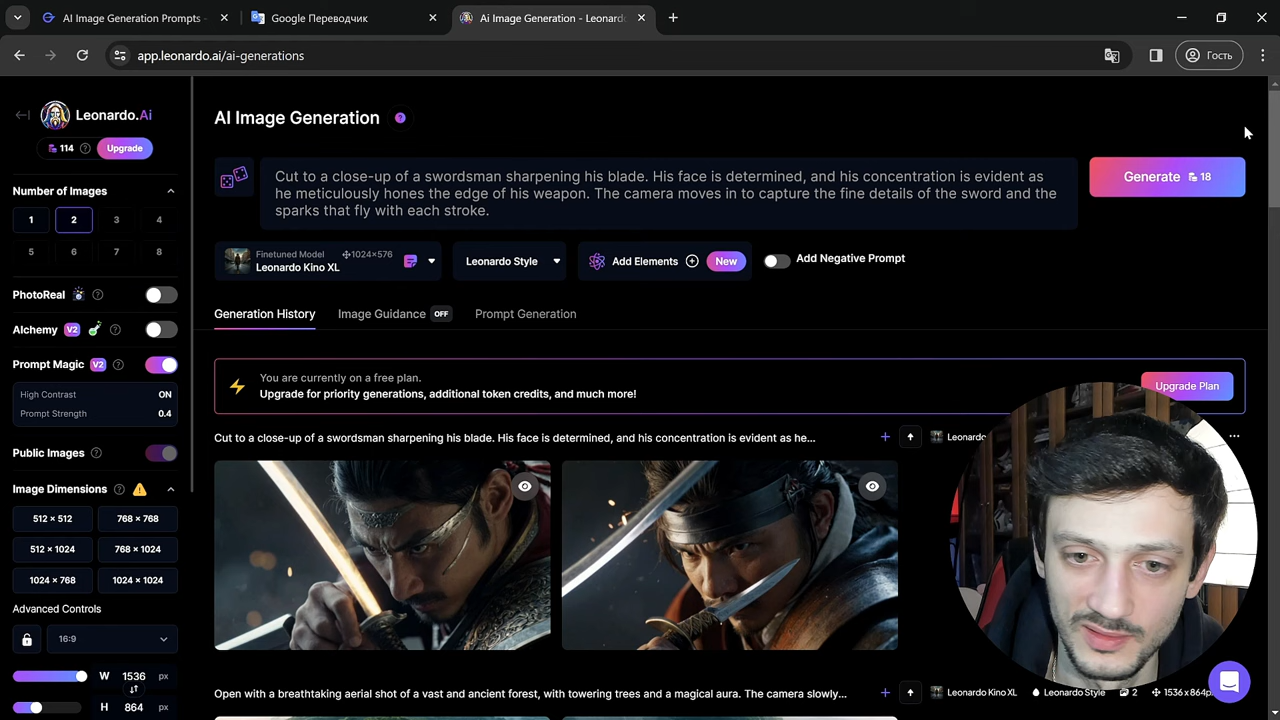 AI Image Generation Prompts -
Google Переводчик
Ai Image Generation - Leonardo
app.leonardo.ai/ai-generations
Гость
Leonardo.Ai
114
Upgrade
Number of Images
1 2 3 4
5 6 7 8
PhotoReal
Alchemy V2
Prompt Magic V2
High Contrast ON
Prompt Strength 0.4
Public Images
Image Dimensions
512 × 512 768 × 768
512 × 1024 768 × 1024
1024 × 768 1024 × 1024
Advanced Controls
16:9
W 1536 px
H 864 px
AI Image Generation ?
Cut to a close-up of a swordsman sharpening his blade. His face is determined, and his concentration is evident as
he meticulously hones the edge of his weapon. The camera moves in to capture the fine details of the sword and the
sparks that fly with each stroke.
Generate 18
Finetuned Model 1024×576
Leonardo Kino XL
Leonardo Style
Add Elements New
Add Negative Prompt
Generation History
Image Guidance OFF
Prompt Generation
You are currently on a free plan.
Upgrade for priority generations, additional token credits, and much more!
Upgrade Plan
Cut to a close-up of a swordsman sharpening his blade. His face is determined, and his concentration is evident as he...
Leonardo
Open with a breathtaking aerial shot of a vast and ancient forest, with towering trees and a magical aura. The camera slowly...
Leonardo Kino XL Leonardo Style 2 1536x864px